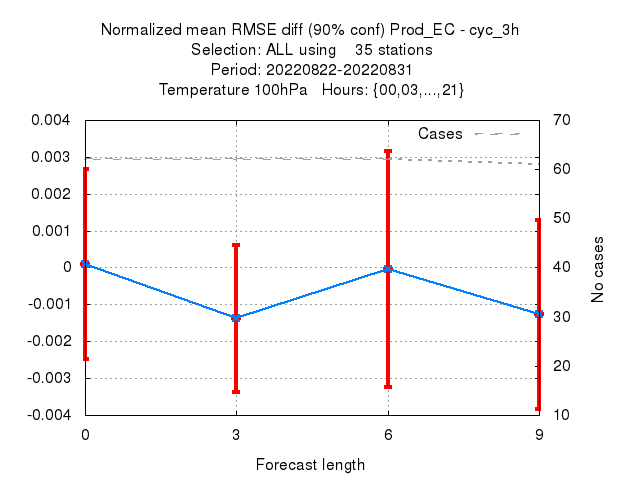 Normalized mean RMSE diff (90% conf) Prod_EC - cyc_3h
Selection: ALL using    35 stations
Period: 20220822-20220831
Temperature 100hPa   Hours: {00,03,...,21}
Cases
0.004
0.003
0.002
0.001
0
-0.001
-0.002
-0.003
-0.004
70
60
50
40
30
20
10
No cases
0
3
6
9
Forecast length